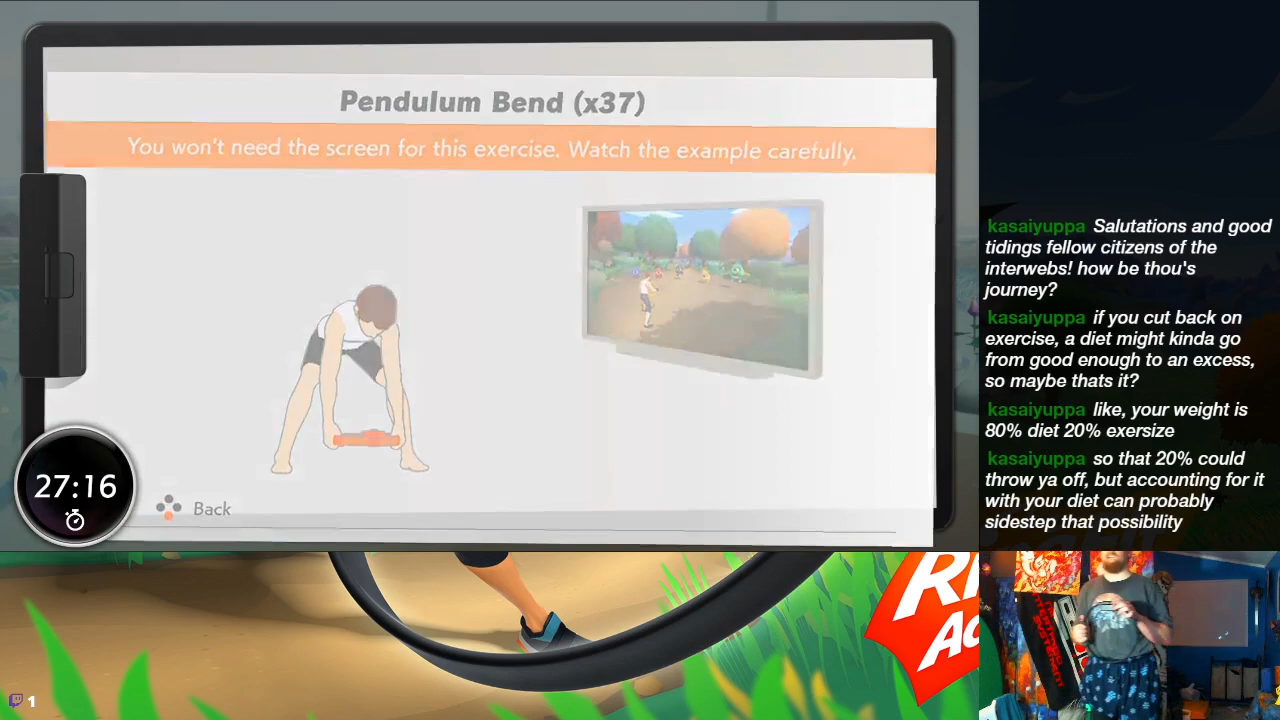 Pendulum Bend (x37)
You won't need the screen for this exercise. Watch the example carefully.
27:16
Back
kasaiyuppa Salutations and good
tidings fellow citizens of the
interwebs! how be thou's
journey?
kasaiyuppa if you cut back on
exercise, a diet might kinda go
from good enough to an excess,
so maybe thats it?
kasaiyuppa like, your weight is
80% diet 20% exersize
kasaiyuppa so that 20% could
throw ya off, but accounting for it
with your diet can probably
sidestep that possibility
1